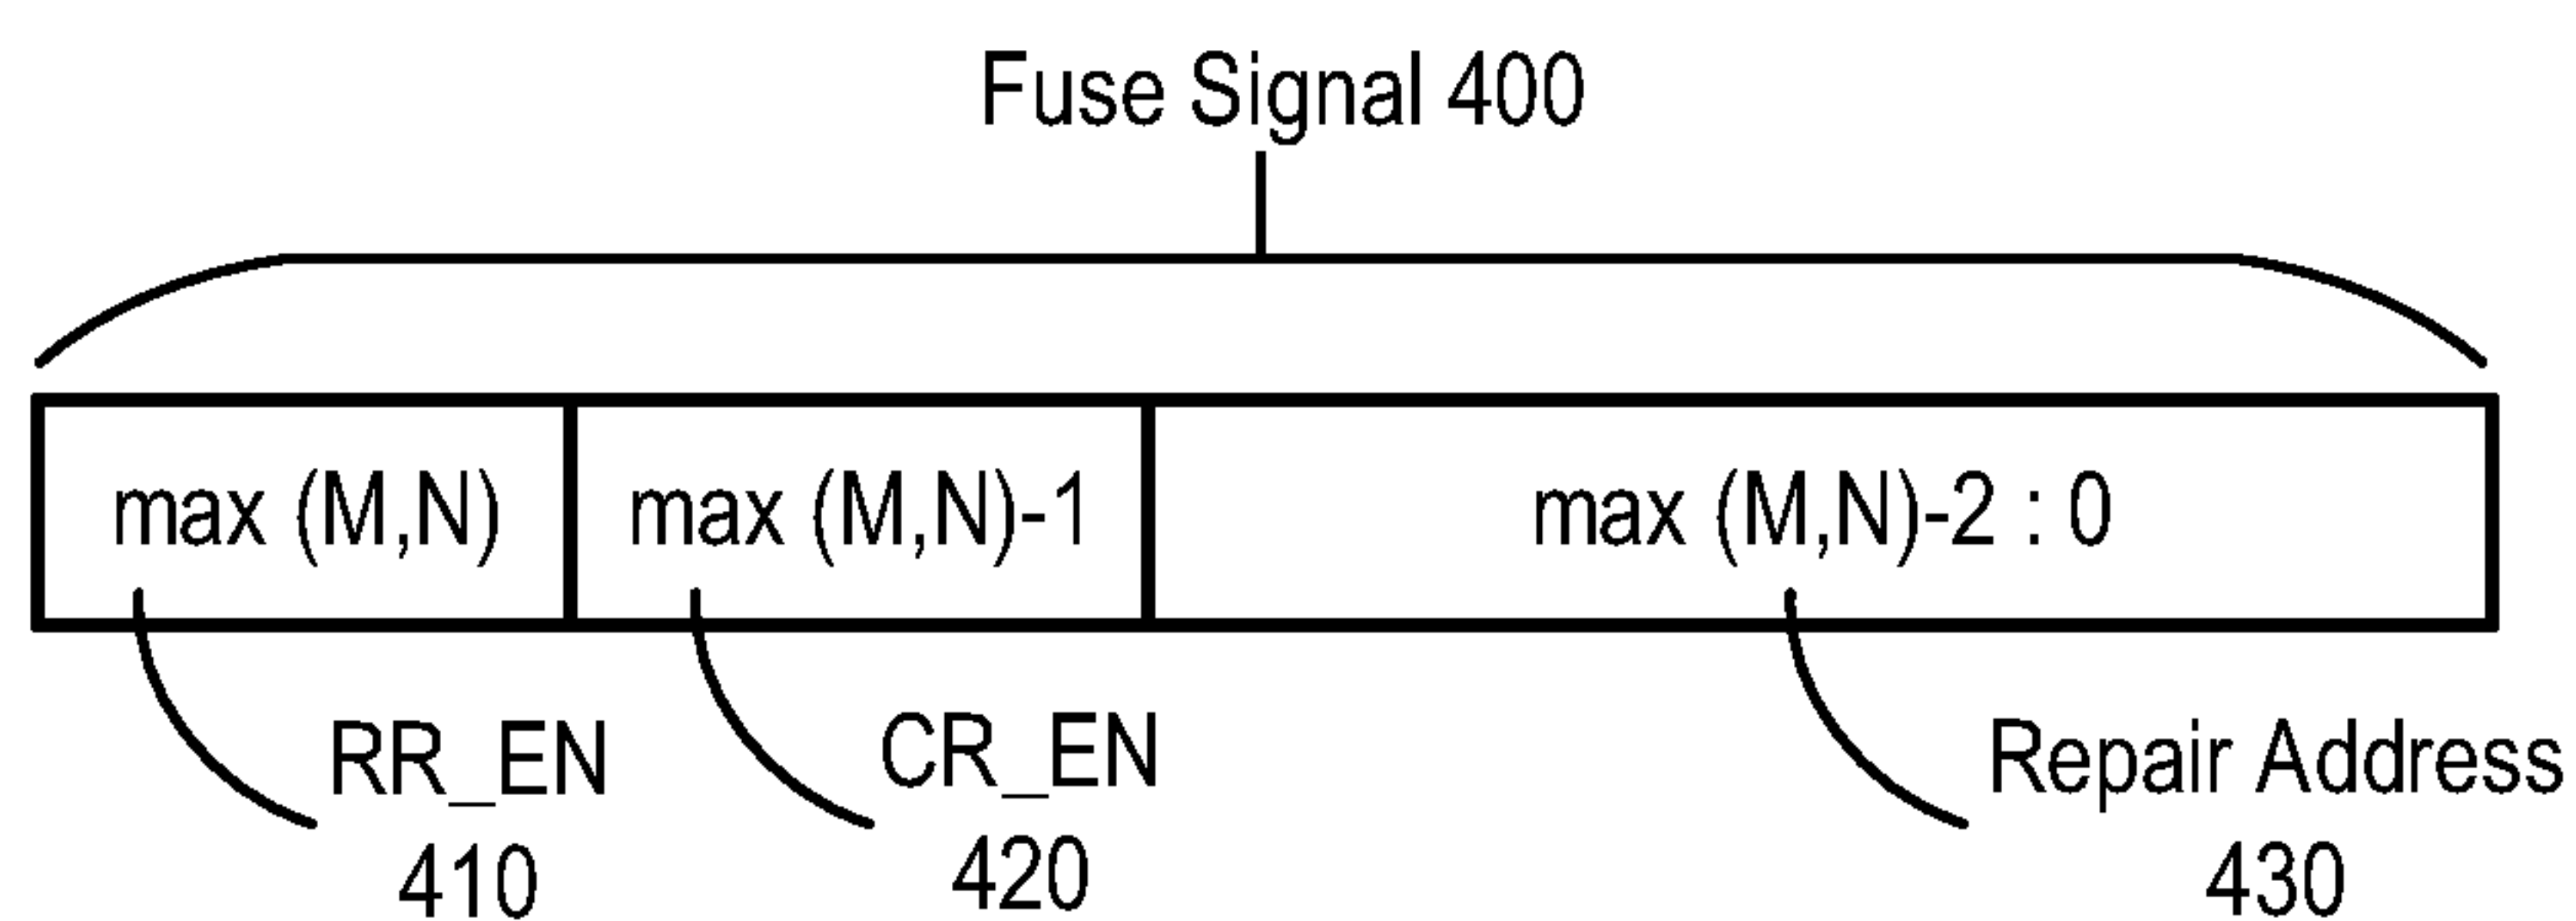 Fuse Signal 400
max (M,N) max (M,N)-1 max (M,N)-2 : 0
RR_EN CR_EN Repair Address
410 420 430